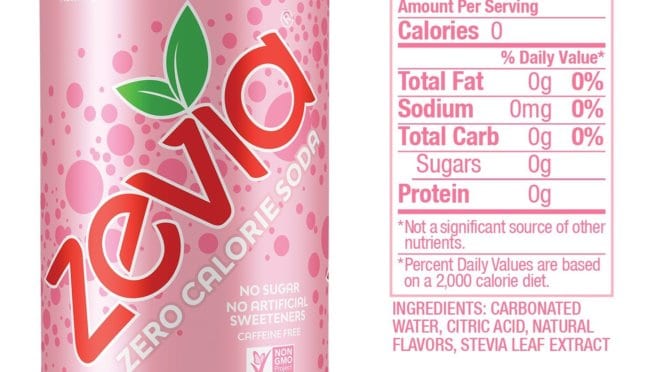 zevia®
ZERO CALORIE SODA
NO SUGAR
NO ARTIFICIAL
SWEETENERS
CAFFEINE FREE
NON
GMO
Project
Amount Per Serving
Calories 0
% Daily Value*
Total Fat 0g 0%
Sodium 0mg 0%
Total Carb 0g 0%
Sugars 0g
Protein 0g
*Not a significant source of other
nutrients.
*Percent Daily Values are based
on a 2,000 calorie diet.
INGREDIENTS: CARBONATED
WATER, CITRIC ACID, NATURAL
FLAVORS, STEVIA LEAF EXTRACT